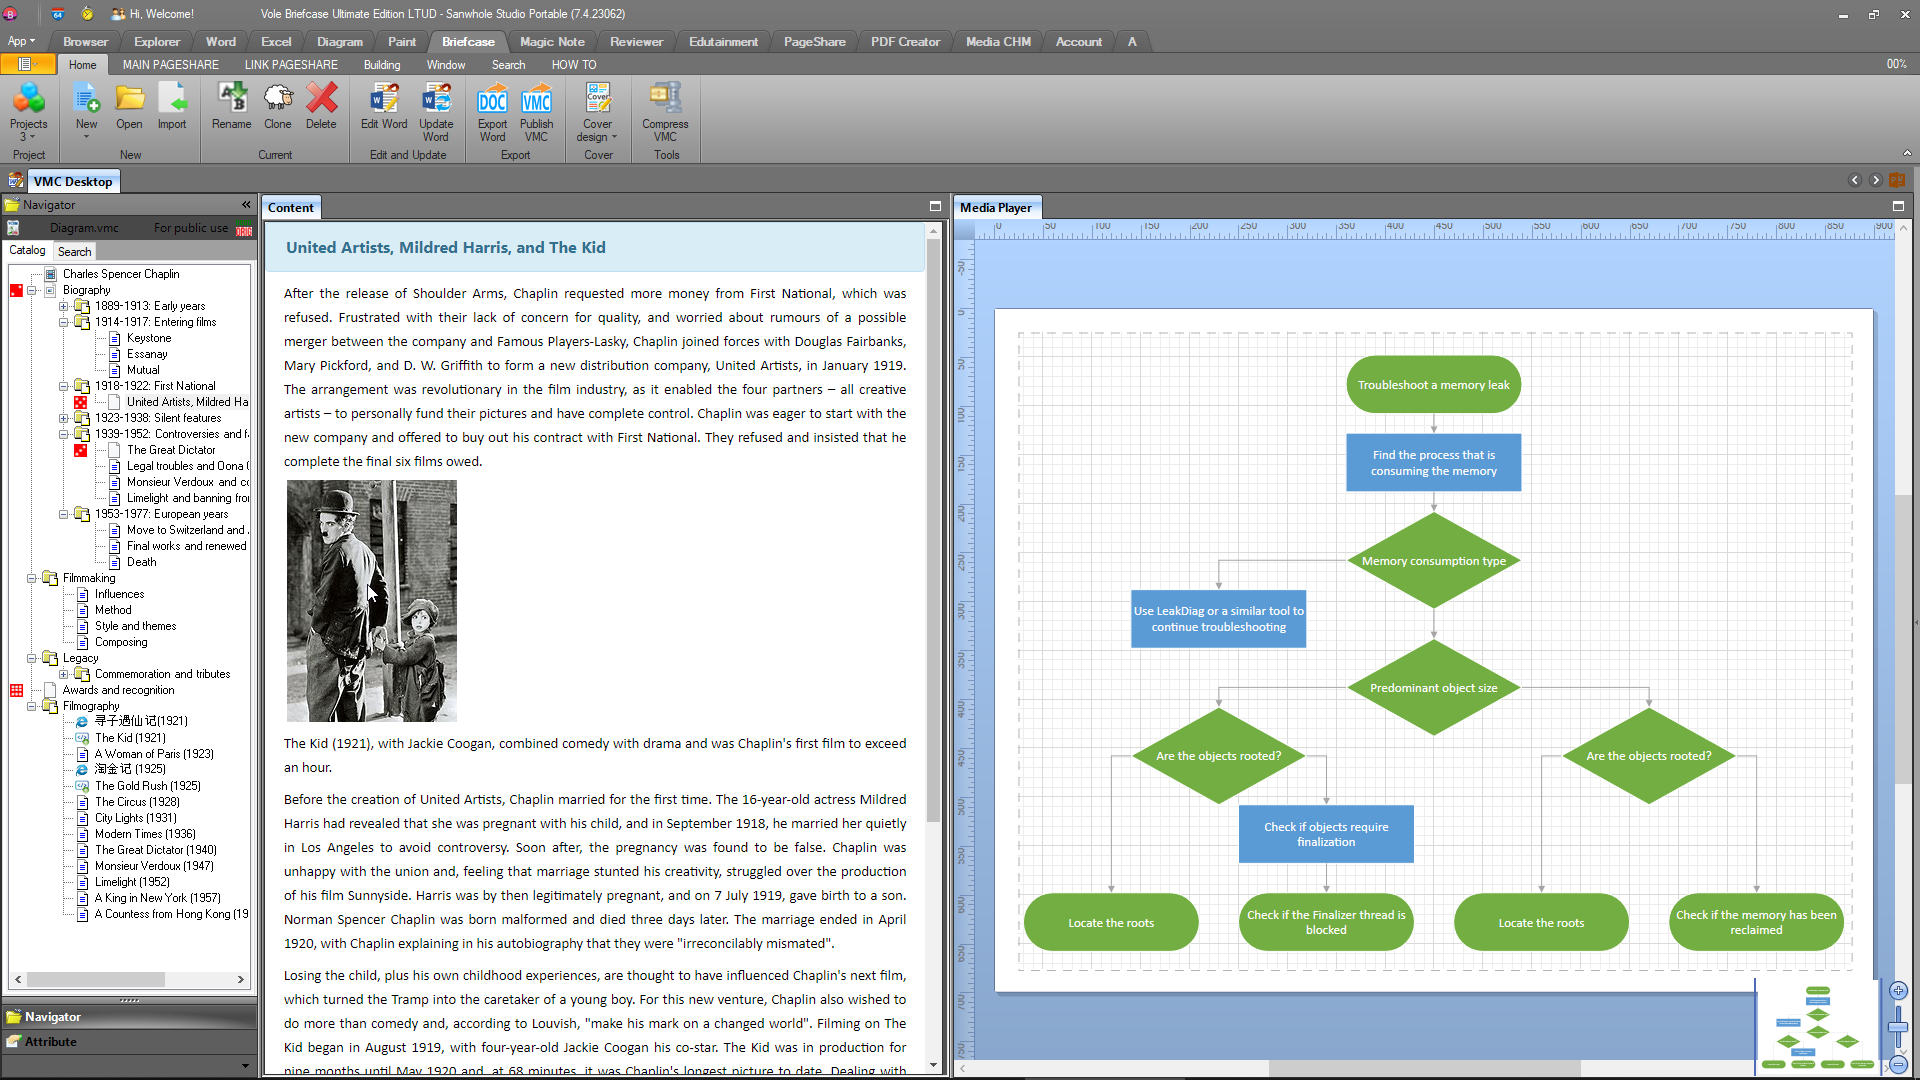 Hi, Welcome!
Vole Briefcase Ultimate Edition LTUD - Sanwhole Studio Portable (7.4.23062)
App
Browser
Explorer
Word
Excel
Diagram
Paint
Briefcase
Magic Note
Reviewer
Edutainment
PageShare
PDF Creator
Media CHM
Account
A
Home
MAIN PAGESHARE
LINK PAGESHARE
Building
Window
Search
HOW TO
00%
Projects
3
New
Open
Import
Rename
Clone
Delete
Edit Word
Update
Word
Export
Word
Publish
VMC
Cover
design
Compress
VMC
Project
New
Current
Edit and Update
Export
Cover
Tools
VMC Desktop
Navigator
Diagram.vmc
For public use
Catalog
Search
Charles Spencer Chaplin
Biography
1889-1913: Early years
1914-1917: Entering films
Keystone
Essanay
Mutual
1918-1922: First National
United Artists, Mildred Ha
1923-1938: Silent features
1939-1952: Controversies and f
The Great Dictator
Legal troubles and Oona
Monsieur Verdoux and co
Limelight and banning fro
1953-1977: European years
Move to Switzerland and
Final works and renewed
Death
Filmmaking
Influences
Method
Style and themes
Composing
Legacy
Commemoration and tributes
Awards and recognition
Filmography
寻子遇仙记(1921)
The Kid (1921)
A Woman of Paris (1923)
淘金记 (1925)
The Gold Rush (1925)
The Circus (1928)
City Lights (1931)
Modern Times (1936)
The Great Dictator (1940)
Monsieur Verdoux (1947)
Limelight (1952)
A King in New York (1957)
A Countess from Hong Kong (19
Navigator
Attribute
Content
United Artists, Mildred Harris, and The Kid
After the release of Shoulder Arms, Chaplin requested more money from First National, which was
refused. Frustrated with their lack of concern for quality, and worried about rumours of a possible
merger between the company and Famous Players-Lasky, Chaplin joined forces with Douglas Fairbanks,
Mary Pickford, and D. W. Griffith to form a new distribution company, United Artists, in January 1919.
The arrangement was revolutionary in the film industry, as it enabled the four partners – all creative
artists – to personally fund their pictures and have complete control. Chaplin was eager to start with the
new company and offered to buy out his contract with First National. They refused and insisted that he
complete the final six films owed.
The Kid (1921), with Jackie Coogan, combined comedy with drama and was Chaplin's first film to exceed
an hour.
Before the creation of United Artists, Chaplin married for the first time. The 16-year-old actress Mildred
Harris had revealed that she was pregnant with his child, and in September 1918, he married her quietly
in Los Angeles to avoid controversy. Soon after, the pregnancy was found to be false. Chaplin was
unhappy with the union and, feeling that marriage stunted his creativity, struggled over the production
of his film Sunnyside. Harris was by then legitimately pregnant, and on 7 July 1919, gave birth to a son.
Norman Spencer Chaplin was born malformed and died three days later. The marriage ended in April
1920, with Chaplin explaining in his autobiography that they were "irreconcilably mismated".
Losing the child, plus his own childhood experiences, are thought to have influenced Chaplin's next film,
which turned the Tramp into the caretaker of a young boy. For this new venture, Chaplin also wished to
do more than comedy and, according to Louvish, "make his mark on a changed world". Filming on The
Kid began in August 1919, with four-year-old Jackie Coogan his co-star. The Kid was in production for
nine months until May 1920 and, at 68 minutes, it was Chaplin's longest picture to date. Dealing with
Media Player
0 50 100 150 200 250 300 350 400 450 500 550 600 650 700 750 800 850 900
Troubleshoot a memory leak
Find the process that is
consuming the memory
Memory consumption type
Use LeakDiag or a similar tool to
continue troubleshooting
Predominant object size
Are the objects rooted?
Are the objects rooted?
Check if objects require
finalization
Locate the roots
Check if the Finalizer thread is
blocked
Locate the roots
Check if the memory has been
reclaimed